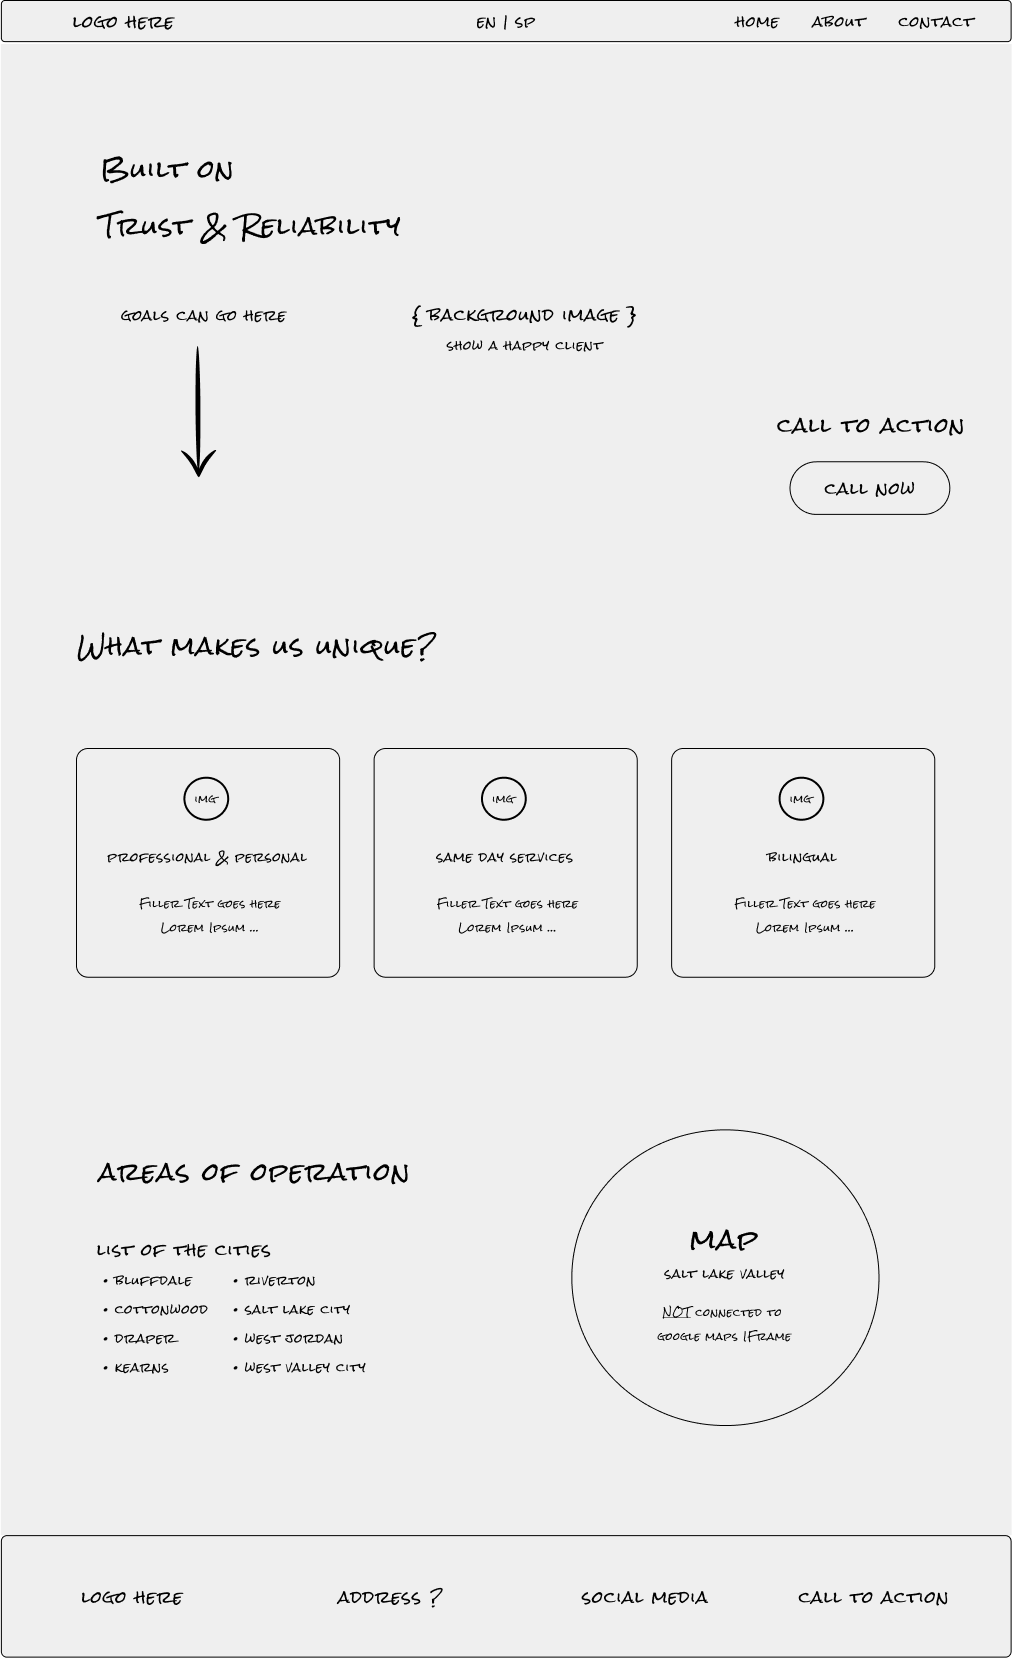 LOGO HERE
EN | SP
HOME
ABOUT
CONTACT
Built on
Trust & Reliability
GOALS CAN GO HERE
{ BACKGROUND IMAGE }
SHOW A HAPPY CLIENT
CALL TO ACTION
CALL NOW
What makes us unique?
IMG
PROFESSIONAL & PERSONAL
Filler Text goes here
Lorem Ipsum ...
IMG
SAME DAY SERVICES
Filler Text goes here
Lorem Ipsum ...
IMG
BILINGUAL
Filler Text goes here
Lorem Ipsum ...
AREAS OF OPERATION
LIST OF THE CITIES
• BLUFFDALE
• COTTONWOOD
• DRAPER
• KEARNS
• RIVERTON
• SALT LAKE CITY
• WEST JORDAN
• WEST VALLEY CITY
MAP
SALT LAKE VALLEY
NOT CONNECTED TO
GOOGLE MAPS IFRAME
LOGO HERE
ADDRESS ?
SOCIAL MEDIA
CALL TO ACTION